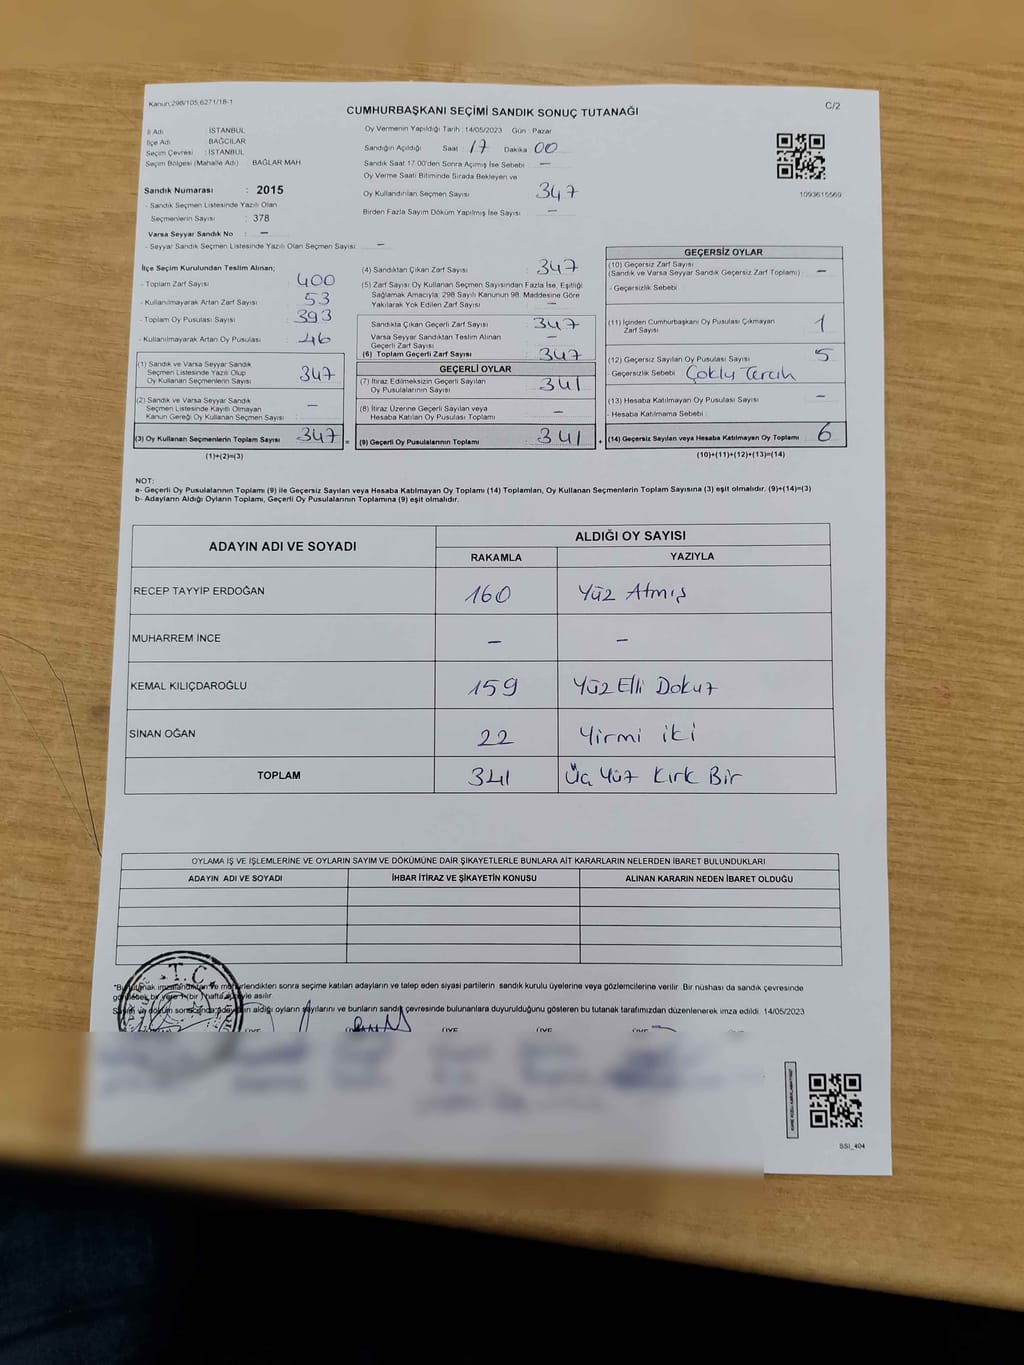 Kanun;298/105;6271/18-1
C/2
CUMHURBAŞKANI SEÇİMİ SANDIK SONUÇ TUTANAĞI
İl Adı : İSTANBUL
İlçe Adı : BAĞCILAR
Seçim Çevresi : İSTANBUL
Seçim Bölgesi (Mahalle Adı) : BAĞLAR MAH.
Sandık Numarası : 2015
- Sandık Seçmen Listesinde Yazılı Olan
Seçmenlerin Sayısı : 378
Varsa Seyyar Sandık No : —
- Seyyar Sandık Seçmen Listesinde Yazılı Olan Seçmen Sayısı: —
Oy Vermenin Yapıldığı Tarih :14/05/2023 Gün : Pazar
Sandığın Açıldığı Saat : 17 Dakika : 00
Sandık Saat 17:00'den Sonra Açılmış İse Sebebi : —
Oy Verme Saati Bitiminde Sırada Bekleyen ve
Oy Kullandırılan Seçmen Sayısı : 347
Birden Fazla Sayım Döküm Yapılmış İse Sayısı : —
1093615569
İlçe Seçim Kurulundan Teslim Alınan;
- Toplam Zarf Sayısı : 400
- Kullanılmayarak Artan Zarf Sayısı : 53
- Toplam Oy Pusulası Sayısı : 393
- Kullanılmayarak Artan Oy Pusulası : 46
(1) Sandık ve Varsa Seyyar Sandık
Seçmen Listesinde Yazılı Olup
Oy Kullanan Seçmenlerin Sayısı : 347
(2) Sandık ve Varsa Seyyar Sandık
Seçmen Listesinde Kayıtlı Olmayan
Kanun Gereği Oy Kullanan Seçmen Sayısı : —
(3) Oy Kullanan Seçmenlerin Toplam Sayısı : 347 =
(1)+(2)=(3)
(4) Sandıktan Çıkan Zarf Sayısı : 347
(5) Zarf Sayısı Oy Kullanan Seçmen Sayısından Fazla İse, Eşitliği
Sağlamak Amacıyla; 298 Sayılı Kanunun 98. Maddesine Göre
Yakılarak Yok Edilen Zarf Sayısı : —
Sandıkta Çıkan Geçerli Zarf Sayısı : 347
Varsa Seyyar Sandıktan Teslim Alınan
Geçerli Zarf Sayısı : —
(6) Toplam Geçerli Zarf Sayısı : 347
GEÇERLİ OYLAR
(7) İtiraz Edilmeksizin Geçerli Sayılan
Oy Pusulalarının Sayısı : 341
(8) İtiraz Üzerine Geçerli Sayılan veya
Hesaba Katılan Oy Pusulası Toplamı : —
(9) Geçerli Oy Pusulalarının Toplamı : 341 +
GEÇERSİZ OYLAR
(10) Geçersiz Zarf Sayısı
(Sandık ve Varsa Seyyar Sandık Geçersiz Zarf Toplamı) : —
- Geçersizlik Sebebi :
(11) İçinden Cumhurbaşkanı Oy Pusulası Çıkmayan
Zarf Sayısı : 1
(12) Geçersiz Sayılan Oy Pusulası Sayısı : 5
- Geçersizlik Sebebi : Çoklu Tercih
(13) Hesaba Katılmayan Oy Pusulası Sayısı : —
- Hesaba Katılmama Sebebi :
(14) Geçersiz Sayılan veya Hesaba Katılmayan Oy Toplamı : 6
(10)+(11)+(12)+(13)=(14)
NOT:
a- Geçerli Oy Pusulalarının Toplamı (9) ile Geçersiz Sayılan veya Hesaba Katılmayan Oy Toplamı (14) Toplamları, Oy Kullanan Seçmenlerin Toplam Sayısına (3) eşit olmalıdır. (9)+(14)=(3)
b- Adayların Aldığı Oyların Toplamı, Geçerli Oy Pusulalarının Toplamına (9) eşit olmalıdır.
ADAYIN ADI VE SOYADI
ALDIĞI OY SAYISI
RAKAMLA YAZIYLA
RECEP TAYYİP ERDOĞAN 160 Yüz Atmış
MUHARREM İNCE — —
KEMAL KILIÇDAROĞLU 159 Yüz Elli Dokuz
SİNAN OĞAN 22 Yirmi iki
TOPLAM 341 Üç Yüz Kırk Bir
OYLAMA İŞ VE İŞLEMLERİNE VE OYLARIN SAYIM VE DÖKÜMÜNE DAİR ŞİKAYETLERLE BUNLARA AİT KARARLARIN NELERDEN İBARET BULUNDUKLARI
ADAYIN ADI VE SOYADI İHBAR İTİRAZ VE ŞİKAYETİN KONUSU ALINAN KARARIN NEDEN İBARET OLDUĞU
T.C.
*Bu tutanak imzalandıktan ve mühürlendikten sonra seçime katılan adayların ve talep eden siyasi partilerin sandık kurulu üyelerine veya gözlemcilerine verilir. Bir nüshası da sandık çevresinde
görülecek bir yere 1 (bir) hafta süreyle asılır.
Sayım ve döküm sonucunda adayların aldığı oyların sayılarını ve bunların sandık çevresinde bulunanlara duyurulduğunu gösteren bu tutanak tarafımızdan düzenlenerek imza edildi. 14/05/2023
SSİ_404